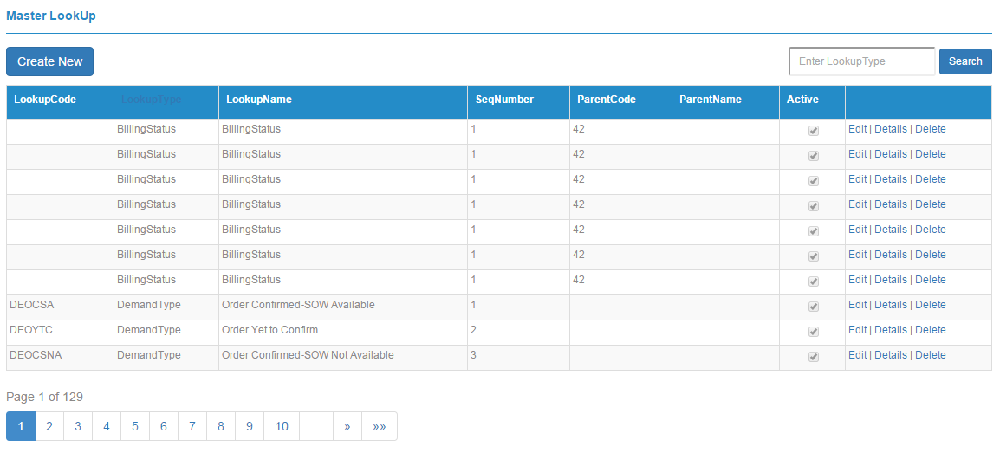 Master LookUp
Create New Enter LookupType Search
LookupCode LookupType LookupName SeqNumber ParentCode ParentName Active
BillingStatus BillingStatus 1 42 Edit | Details | Delete
BillingStatus BillingStatus 1 42 Edit | Details | Delete
BillingStatus BillingStatus 1 42 Edit | Details | Delete
BillingStatus BillingStatus 1 42 Edit | Details | Delete
BillingStatus BillingStatus 1 42 Edit | Details | Delete
BillingStatus BillingStatus 1 42 Edit | Details | Delete
BillingStatus BillingStatus 1 42 Edit | Details | Delete
DEOCSA DemandType Order Confirmed-SOW Available 1 Edit | Details | Delete
DEOYTC DemandType Order Yet to Confirm 2 Edit | Details | Delete
DEOCSNA DemandType Order Confirmed-SOW Not Available 3 Edit | Details | Delete
Page 1 of 129
1 2 3 4 5 6 7 8 9 10 … » »»